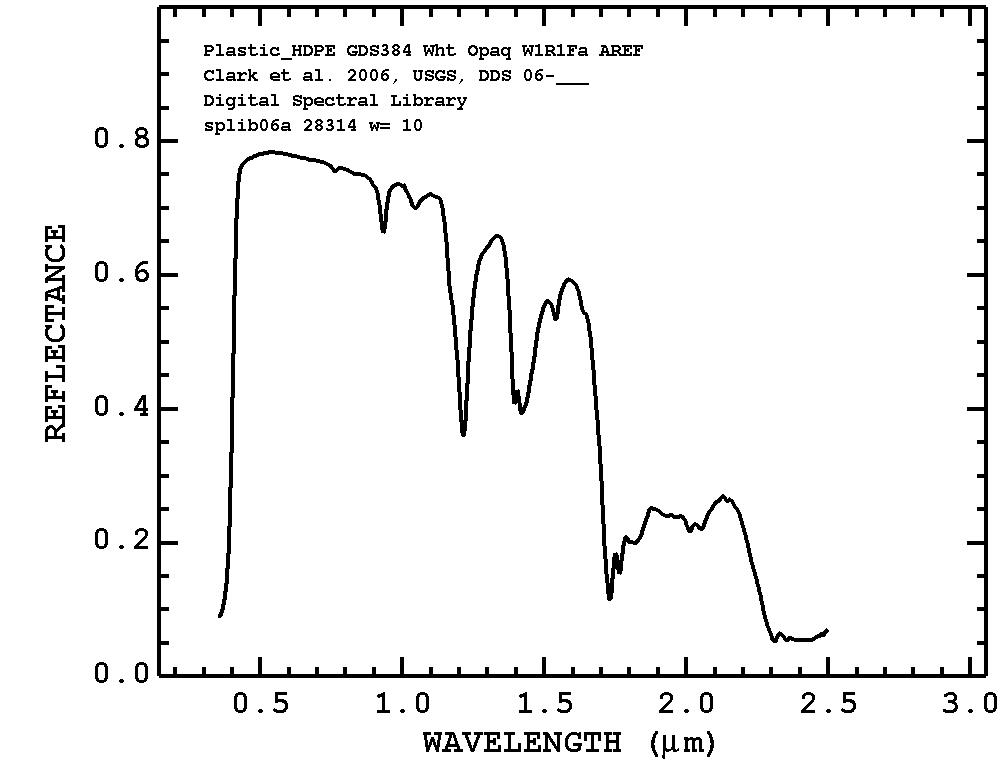 Plastic_HDPE GDS384 Wht Opaq W1R1Fa AREF
Clark et al. 2006, USGS, DDS 06-___
Digital Spectral Library
splib06a 28314 w= 10
0.8
0.6
0.4
0.2
0.0
REFLECTANCE
0.5 1.0 1.5 2.0 2.5 3.0
WAVELENGTH (μm)